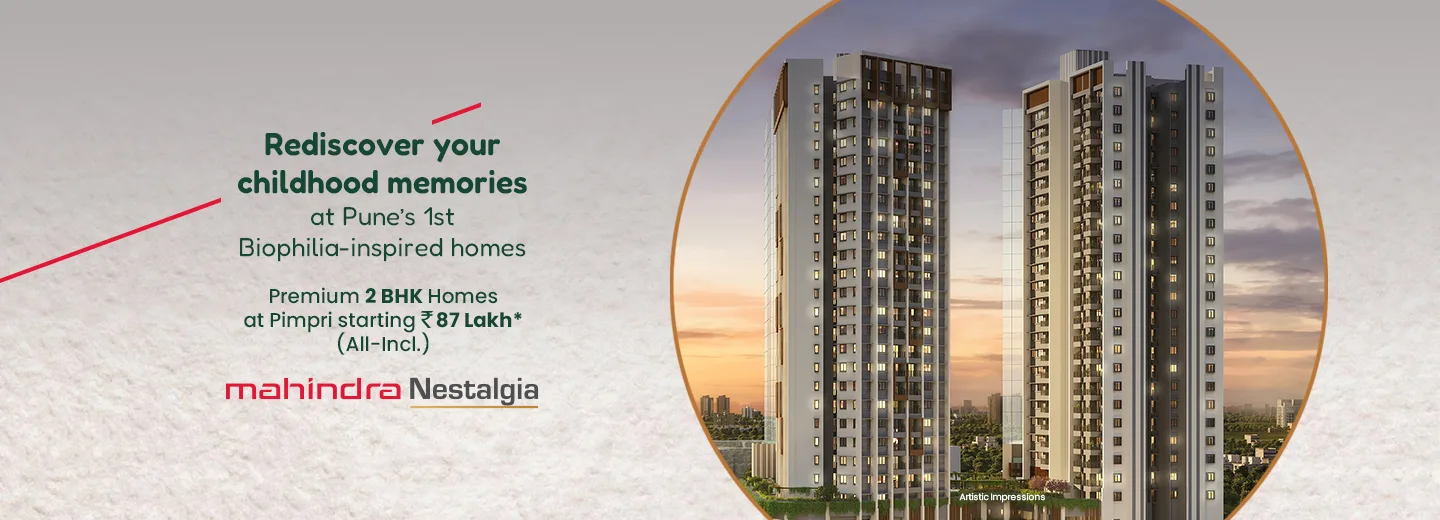 Rediscover your
childhood memories
at Pune's 1st
Biophilia-inspired homes
Premium 2 BHK Homes
at Pimpri starting ₹ 87 Lakh*
(All-Incl.)
mahindra Nestalgia
Artistic Impressions